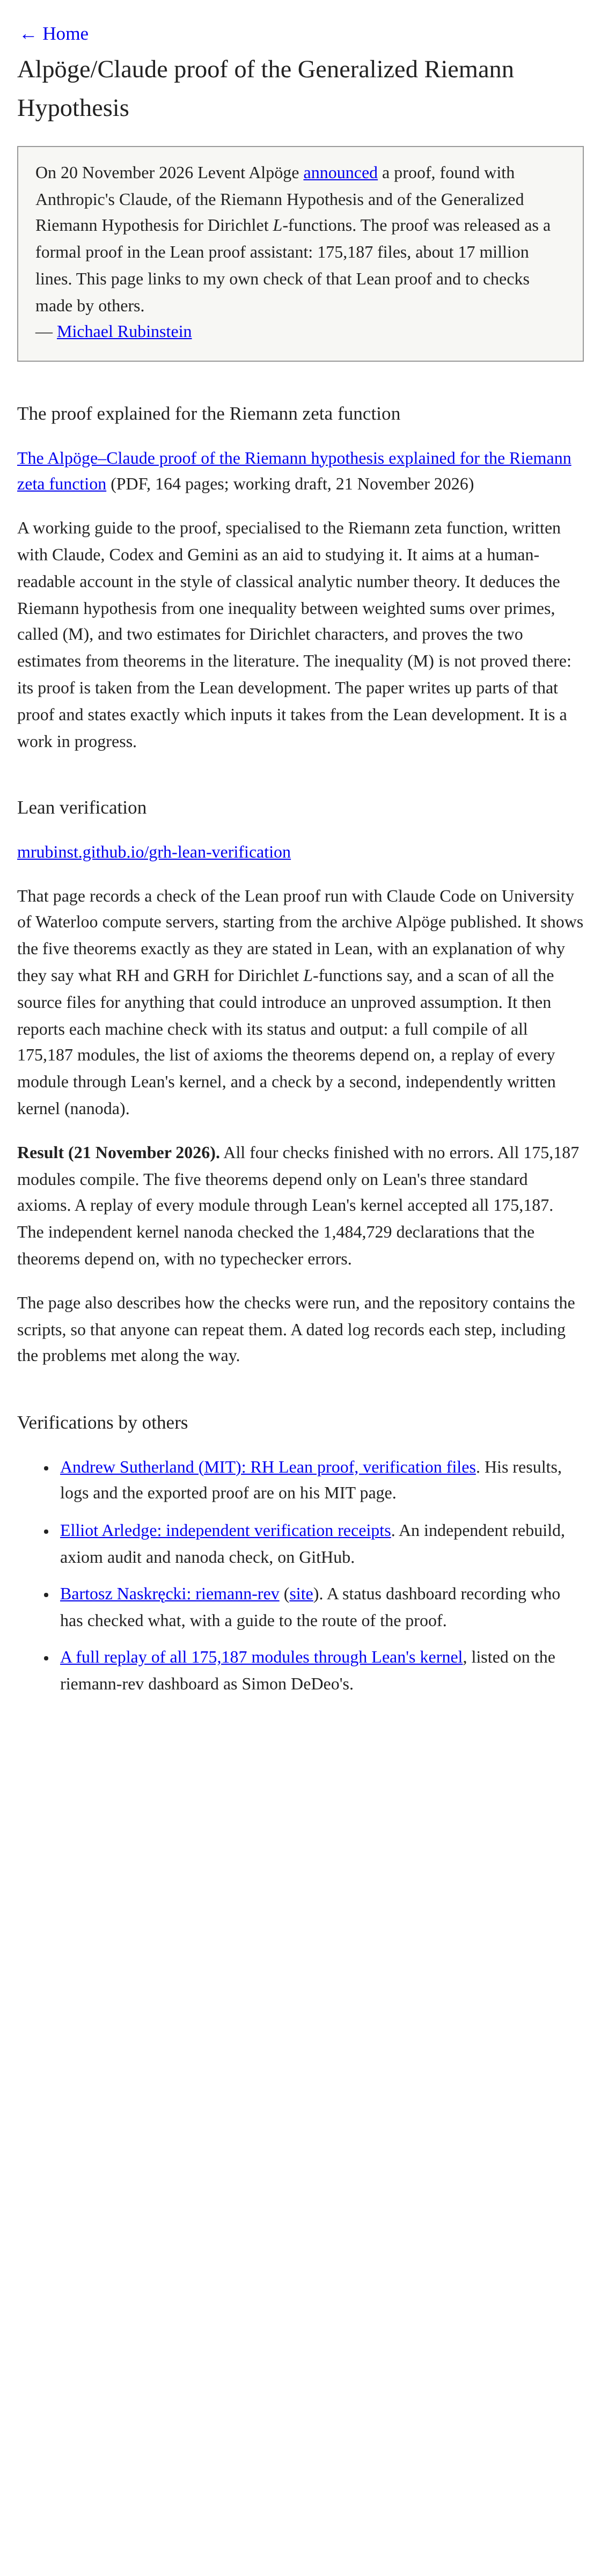 ← Home
Alpöge/Claude proof of the Generalized Riemann
Hypothesis
On 20 November 2026 Levent Alpöge announced a proof, found with
Anthropic's Claude, of the Riemann Hypothesis and of the Generalized
Riemann Hypothesis for Dirichlet L-functions. The proof was released as a
formal proof in the Lean proof assistant: 175,187 files, about 17 million
lines. This page links to my own check of that Lean proof and to checks
made by others.
— Michael Rubinstein
The proof explained for the Riemann zeta function
The Alpöge–Claude proof of the Riemann hypothesis explained for the Riemann
zeta function (PDF, 164 pages; working draft, 21 November 2026)
A working guide to the proof, specialised to the Riemann zeta function, written
with Claude, Codex and Gemini as an aid to studying it. It aims at a human-
readable account in the style of classical analytic number theory. It deduces the
Riemann hypothesis from one inequality between weighted sums over primes,
called (M), and two estimates for Dirichlet characters, and proves the two
estimates from theorems in the literature. The inequality (M) is not proved there:
its proof is taken from the Lean development. The paper writes up parts of that
proof and states exactly which inputs it takes from the Lean development. It is a
work in progress.
Lean verification
mrubinst.github.io/grh-lean-verification
That page records a check of the Lean proof run with Claude Code on University
of Waterloo compute servers, starting from the archive Alpöge published. It shows
the five theorems exactly as they are stated in Lean, with an explanation of why
they say what RH and GRH for Dirichlet L-functions say, and a scan of all the
source files for anything that could introduce an unproved assumption. It then
reports each machine check with its status and output: a full compile of all
175,187 modules, the list of axioms the theorems depend on, a replay of every
module through Lean's kernel, and a check by a second, independently written
kernel (nanoda).
Result (21 November 2026). All four checks finished with no errors. All 175,187
modules compile. The five theorems depend only on Lean's three standard
axioms. A replay of every module through Lean's kernel accepted all 175,187.
The independent kernel nanoda checked the 1,484,729 declarations that the
theorems depend on, with no typechecker errors.
The page also describes how the checks were run, and the repository contains the
scripts, so that anyone can repeat them. A dated log records each step, including
the problems met along the way.
Verifications by others
• Andrew Sutherland (MIT): RH Lean proof, verification files. His results,
logs and the exported proof are on his MIT page.
• Elliot Arledge: independent verification receipts. An independent rebuild,
axiom audit and nanoda check, on GitHub.
• Bartosz Naskręcki: riemann-rev (site). A status dashboard recording who
has checked what, with a guide to the route of the proof.
• A full replay of all 175,187 modules through Lean's kernel, listed on the
riemann-rev dashboard as Simon DeDeo's.